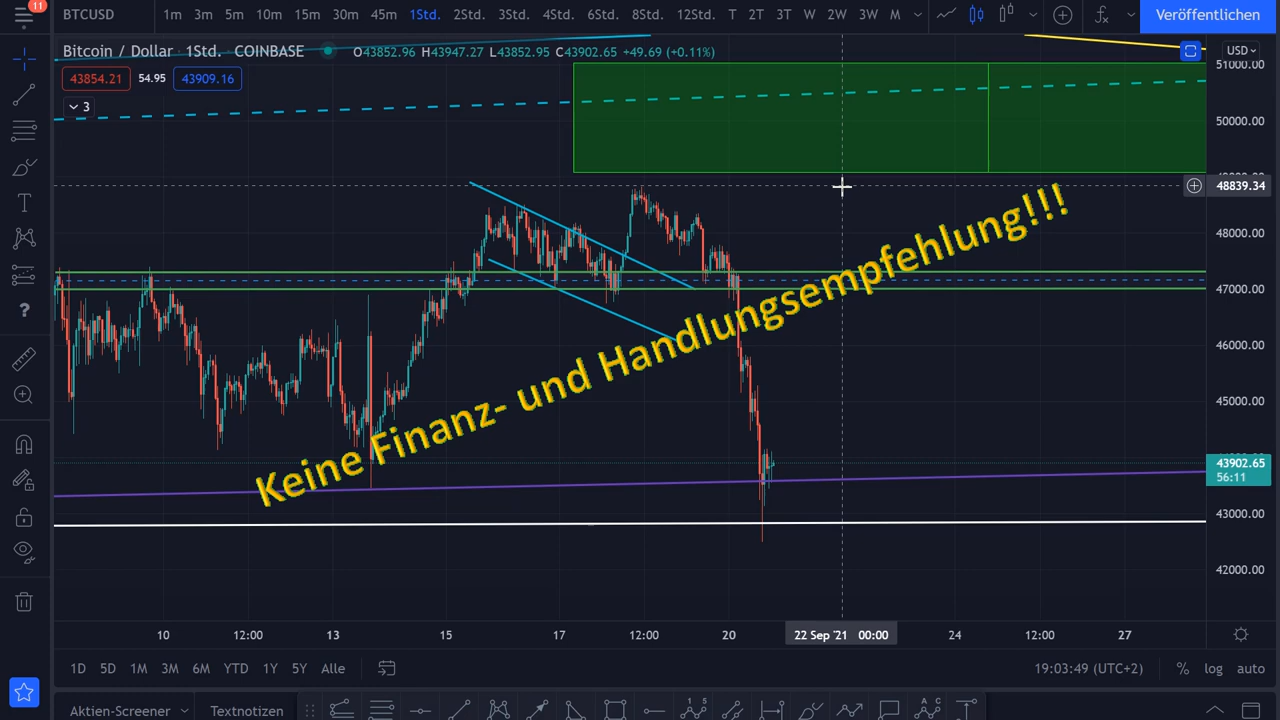 11
BTCUSD
1m 3m 5m 10m 15m 30m 45m 1Std. 2Std. 3Std. 4Std. 6Std. 8Std. 12Std. 2T 3T W 2W 3W M
Veröffentlichen
Bitcoin / Dollar 1Std. COINBASE O43852.96 H43947.27 L43852.95 C43902.65 +49.69 (+0.11%)
USD
43854.21 54.95 43909.16
3
51000.00
50000.00
48839.34
48000.00
47000.00
46000.00
45000.00
43902.65
56:11
43000.00
42000.00
Keine Finanz- und Handlungsempfehlung!!!
10 12:00 13 15 17 12:00 20 22 Sep '21 00:00 24 12:00 27
1D 5D 1M 3M 6M YTD 1Y 5Y Alle
19:03:49 (UTC+2) % log auto
Aktien-Screener Textnotizen